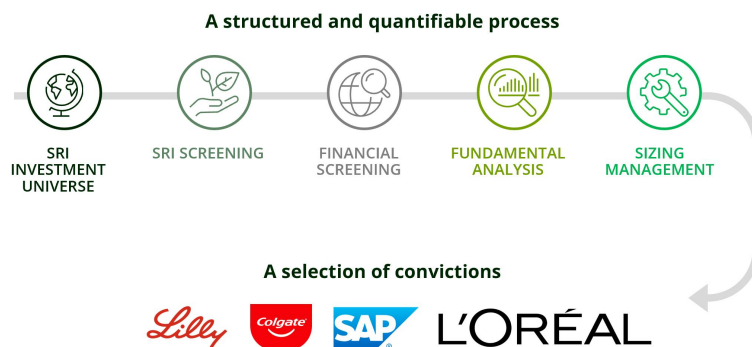 A structured and quantifiable process
SRI
INVESTMENT
UNIVERSE
SRI SCREENING
FINANCIAL
SCREENING
FUNDAMENTAL
ANALYSIS
SIZING
MANAGEMENT
A selection of convictions
Lilly
Colgate
SAP®
L'ORÉAL